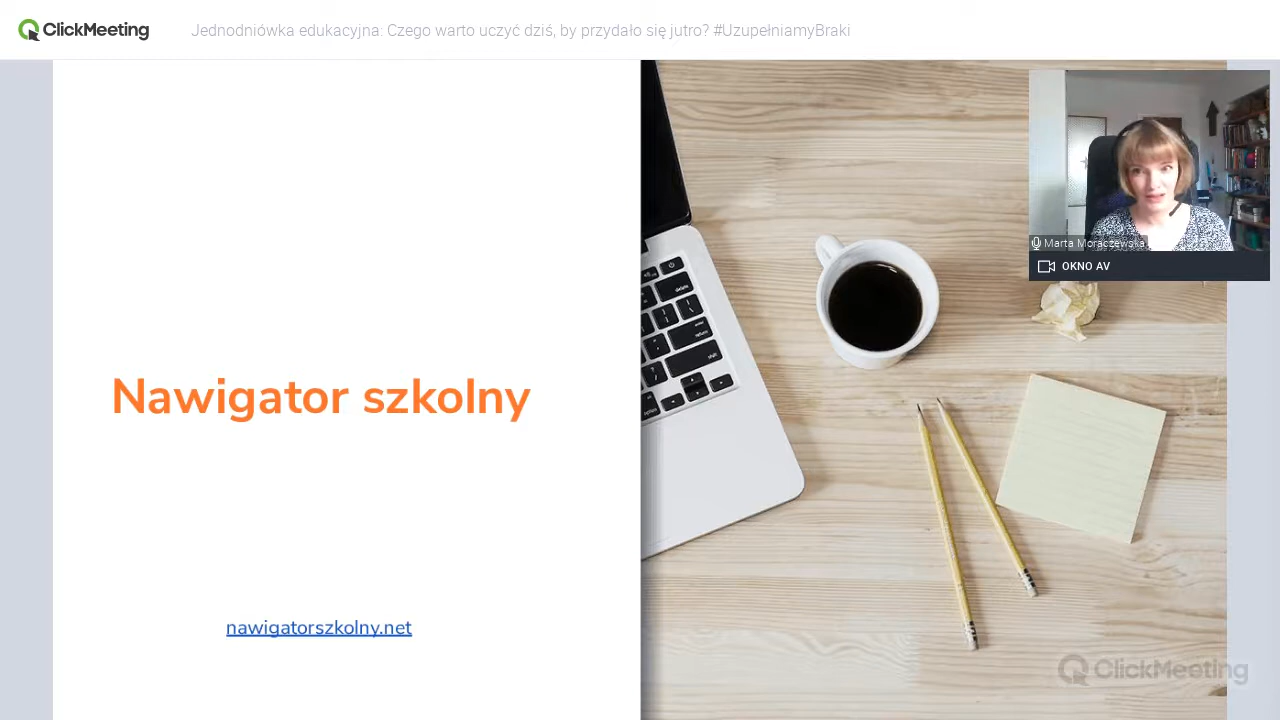 ClickMeeting
Jednodniówka edukacyjna: Czego warto uczyć dziś, by przydało się jutro? #UzupełniamyBraki
Marta Moraczewska
OKNO AV
Nawigator szkolny
nawigatorszkolny.net
ClickMeeting